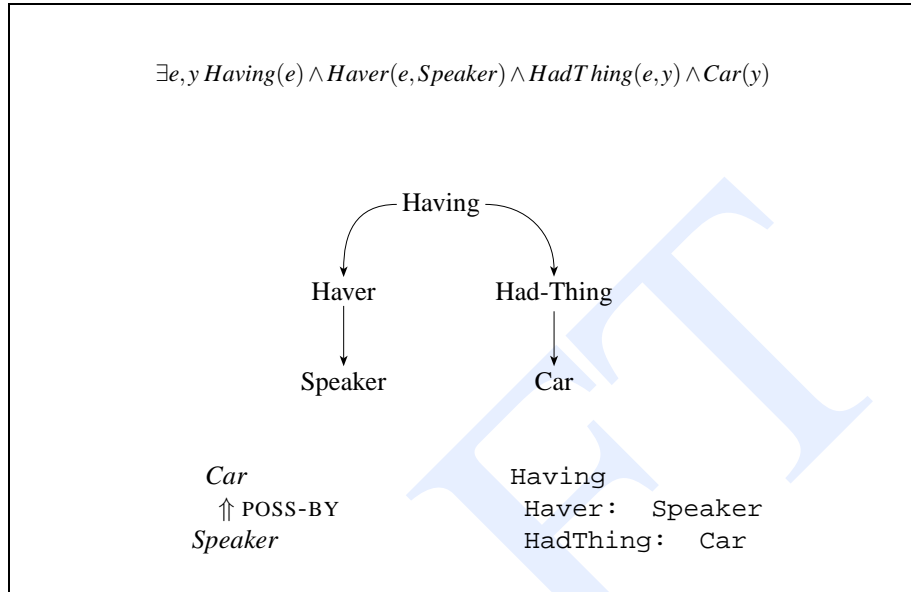 ∃e, y Having(e) ∧ Haver(e, Speaker) ∧ HadThing(e, y) ∧ Car(y)
Having
Haver Had-Thing
Speaker Car
Car
⇑ POSS-BY
Speaker
Having
Haver: Speaker
HadThing: Car
FT